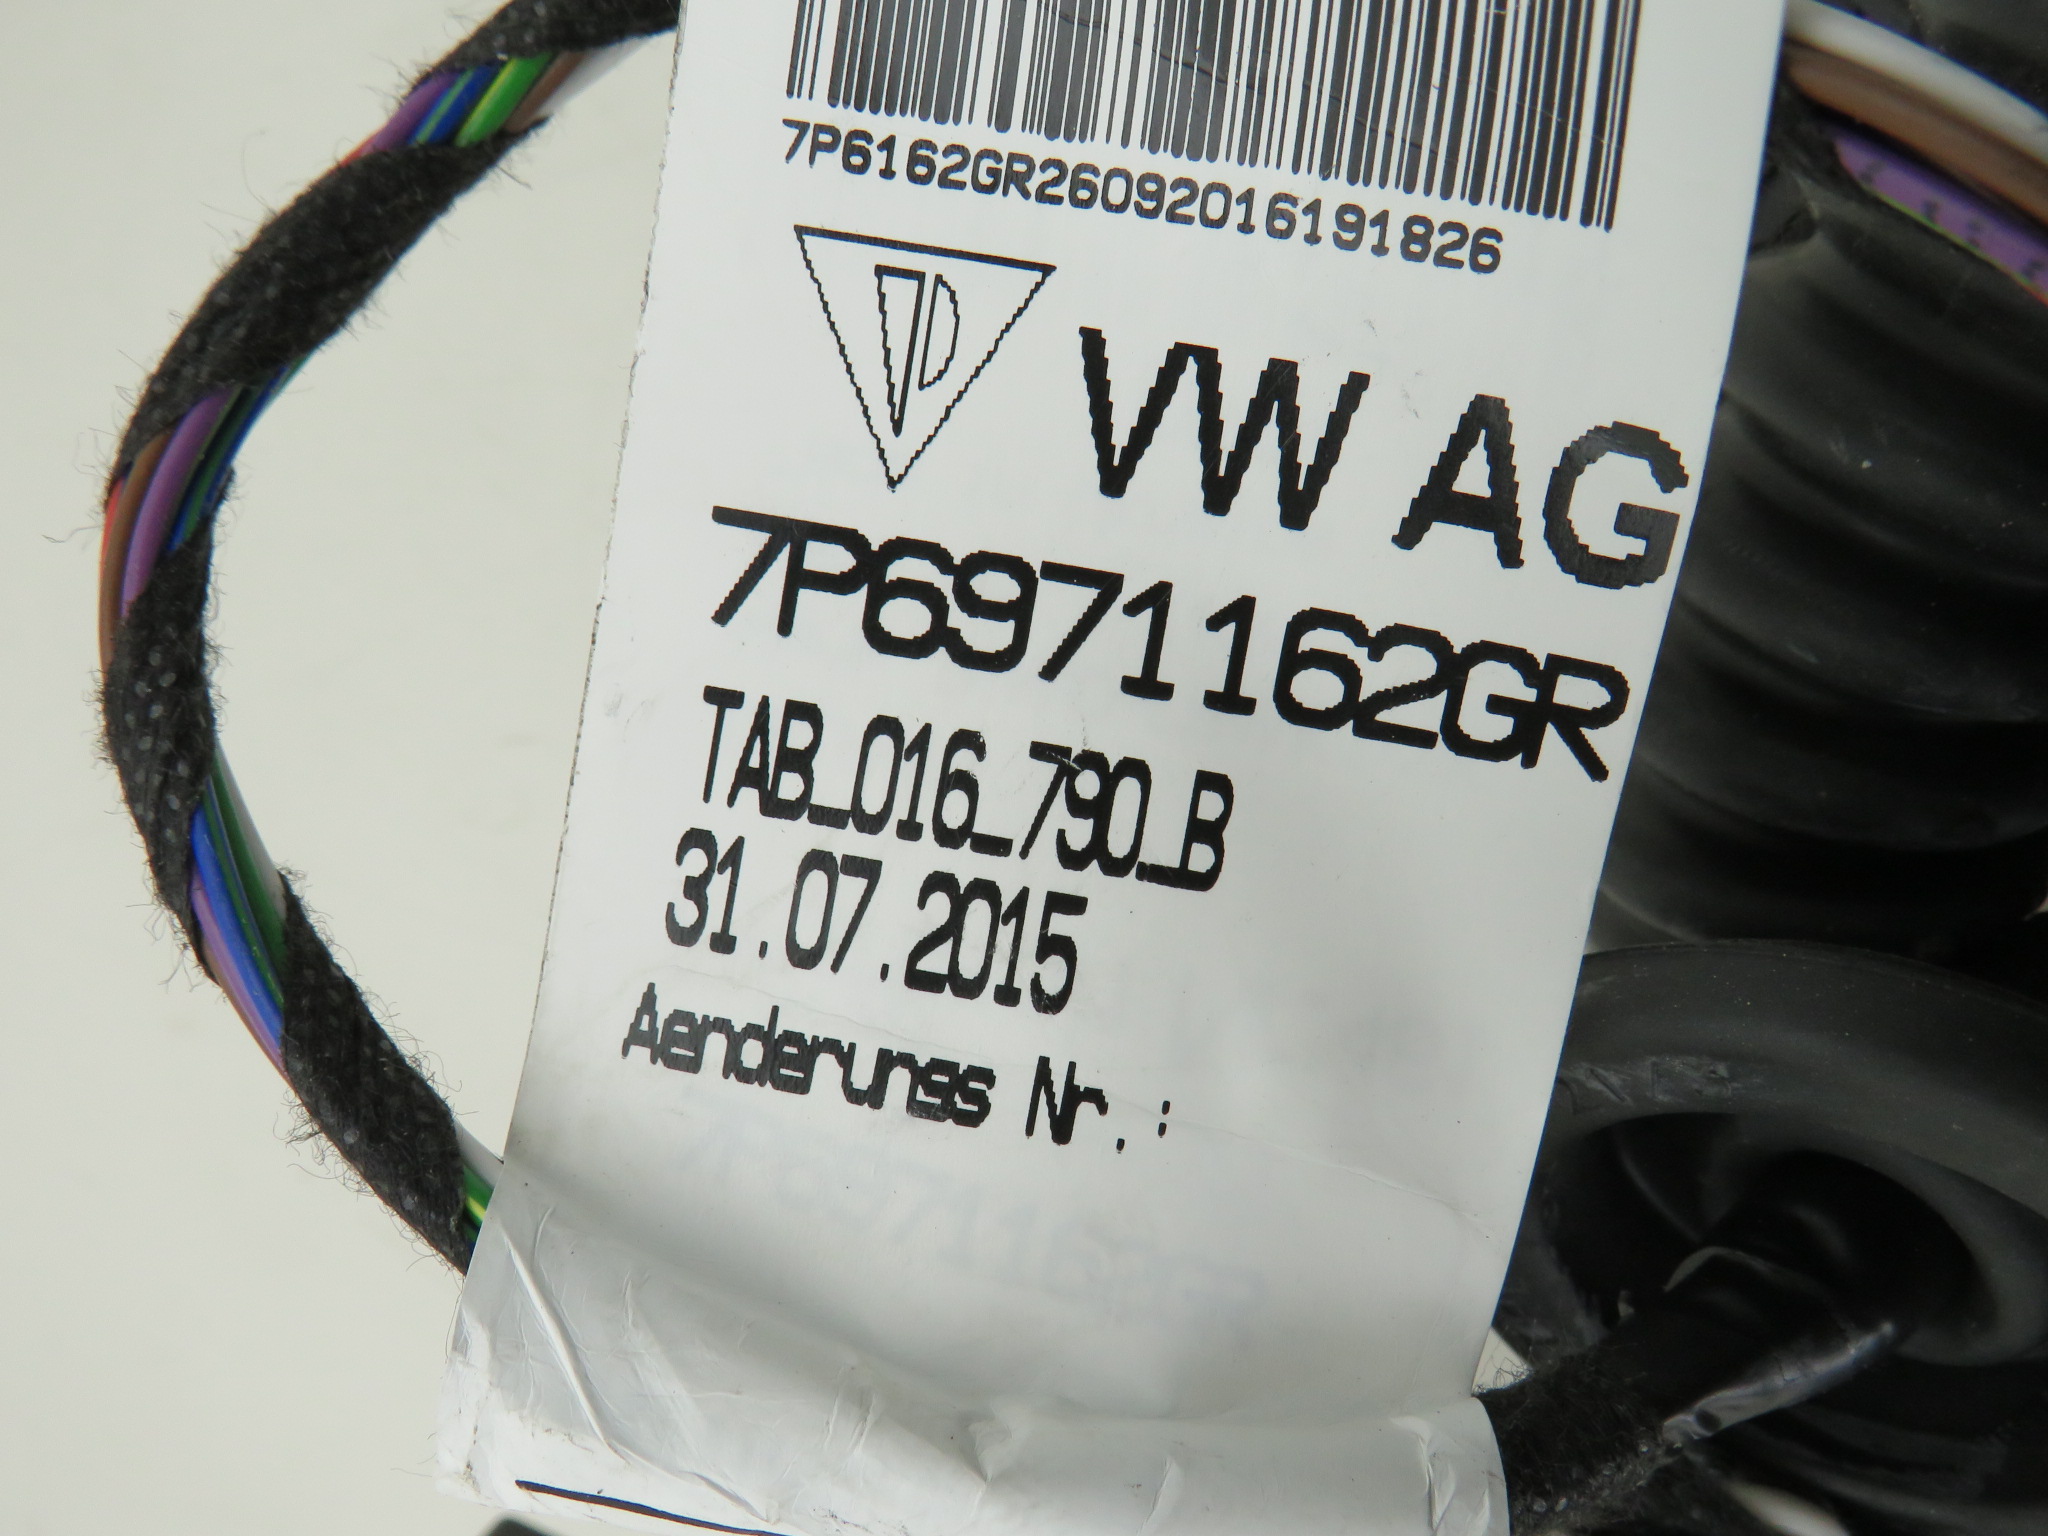 7P6162GR26092016191826
VW AG
7P6971162GR
TAB_016_790_B
31.07.2015
Aenderungs Nr.: